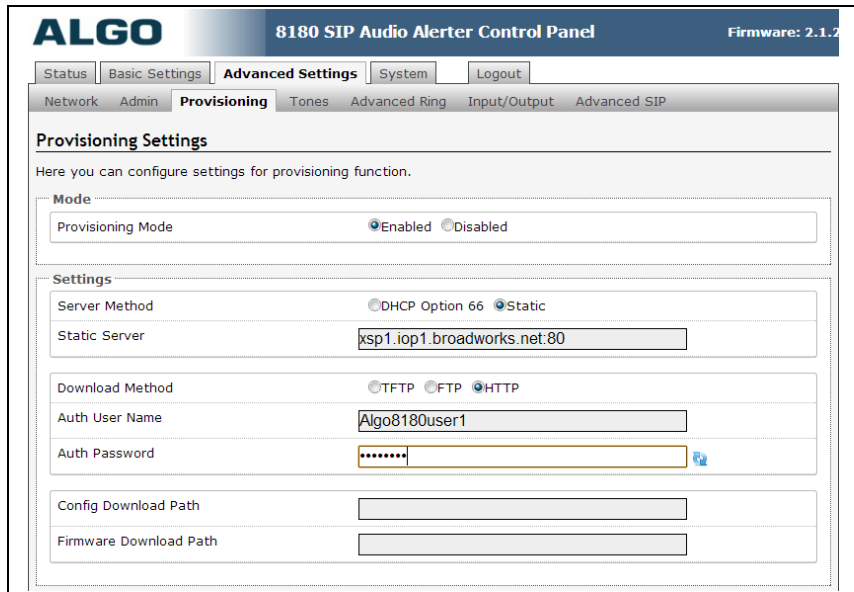 ALGO 8180 SIP Audio Alerter Control Panel Firmware: 2.1.2
Status Basic Settings Advanced Settings System Logout
Network Admin Provisioning Tones Advanced Ring Input/Output Advanced SIP
Provisioning Settings
Here you can configure settings for provisioning function.
Mode
Provisioning Mode Enabled Disabled
Settings
Server Method DHCP Option 66 Static
Static Server xsp1.iop1.broadworks.net:80
Download Method TFTP FTP HTTP
Auth User Name Algo8180user1
Auth Password ••••••••
Config Download Path
Firmware Download Path